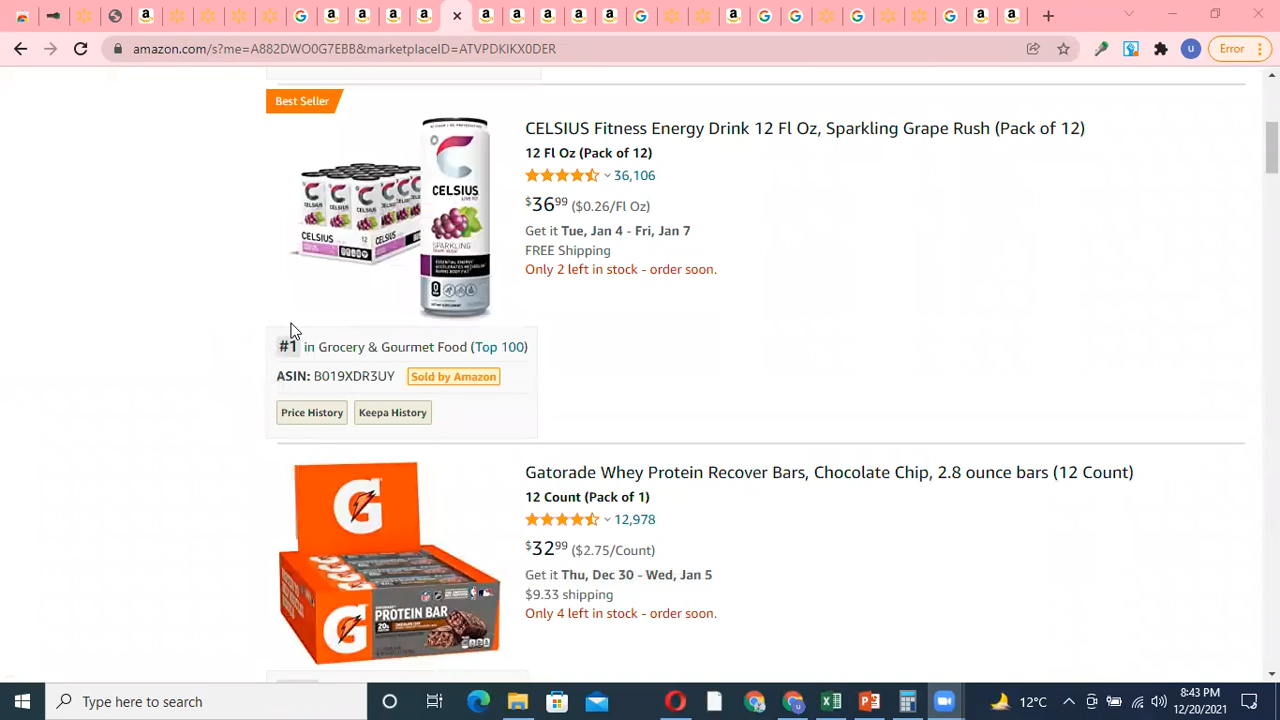 amazon.com/s?me=A882DWO0G7EBB&marketplaceID=ATVPDKIKX0DER
u
Error
Best Seller
CELSIUS Fitness Energy Drink 12 Fl Oz, Sparkling Grape Rush (Pack of 12)
12 Fl Oz (Pack of 12)
36,106
$36.99 ($0.26/Fl Oz)
Get it Tue, Jan 4 - Fri, Jan 7
FREE Shipping
Only 2 left in stock - order soon.
CELSIUS
SPARKLING
CELSIUS
#1 in Grocery & Gourmet Food (Top 100)
ASIN: B019XDR3UY Sold by Amazon
Price History Keepa History
Gatorade Whey Protein Recover Bars, Chocolate Chip, 2.8 ounce bars (12 Count)
12 Count (Pack of 1)
12,978
$32.99 ($2.75/Count)
Get it Thu, Dec 30 - Wed, Jan 5
$9.33 shipping
Only 4 left in stock - order soon.
G
PROTEIN BAR
G
Type here to search
12°C
8:43 PM
12/20/2021